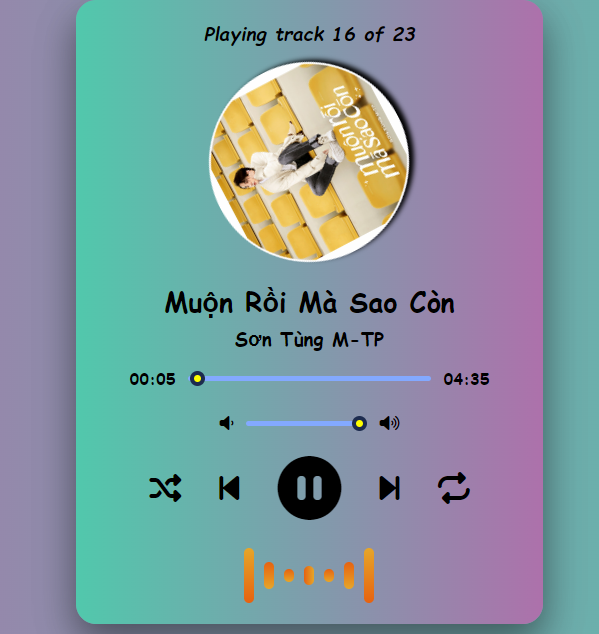 Playing track 16 of 23
muộn rồi
mà sao còn
Muộn Rồi Mà Sao Còn
Sơn Tùng M-TP
00:05 04:35